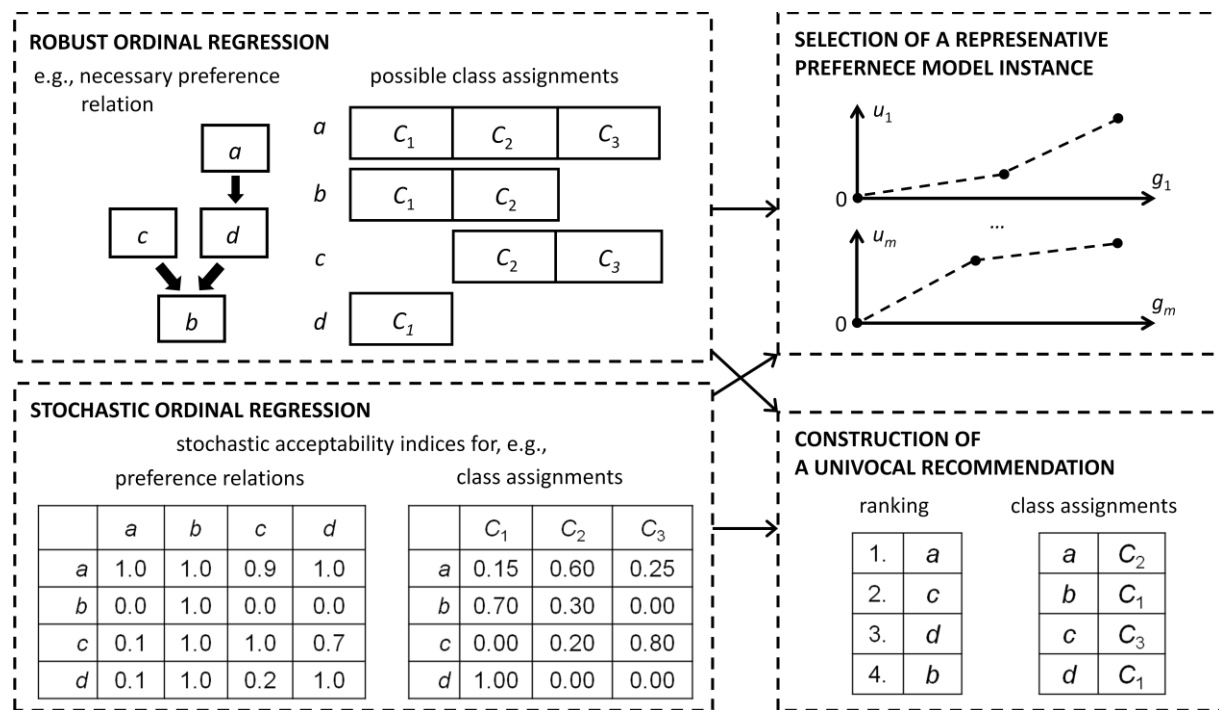 ROBUST ORDINAL REGRESSION
e.g., necessary preference
relation
a
c
d
b
possible class assignments
a C1 C2 C3
b C1 C2
c C2 C3
d C1
SELECTION OF A REPRESENATIVE
PREFERNECE MODEL INSTANCE
u1
0
g1
...
um
0
gm
STOCHASTIC ORDINAL REGRESSION
stochastic acceptability indices for, e.g.,
preference relations
a b c d
a 1.0 1.0 0.9 1.0
b 0.0 1.0 0.0 0.0
c 0.1 1.0 1.0 0.7
d 0.1 1.0 0.2 1.0
class assignments
C1 C2 C3
a 0.15 0.60 0.25
b 0.70 0.30 0.00
c 0.00 0.20 0.80
d 1.00 0.00 0.00
CONSTRUCTION OF
A UNIVOCAL RECOMMENDATION
ranking
1. a
2. c
3. d
4. b
class assignments
a C2
b C1
c C3
d C1